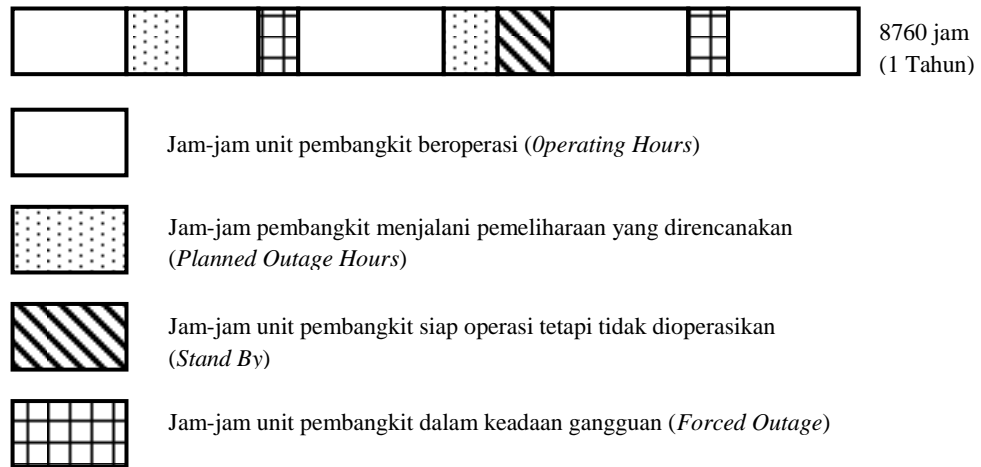 8760 jam
(1 Tahun)
Jam-jam unit pembangkit beroperasi (0perating Hours)
Jam-jam pembangkit menjalani pemeliharaan yang direncanakan
(Planned Outage Hours)
Jam-jam unit pembangkit siap operasi tetapi tidak dioperasikan
(Stand By)
Jam-jam unit pembangkit dalam keadaan gangguan (Forced Outage)